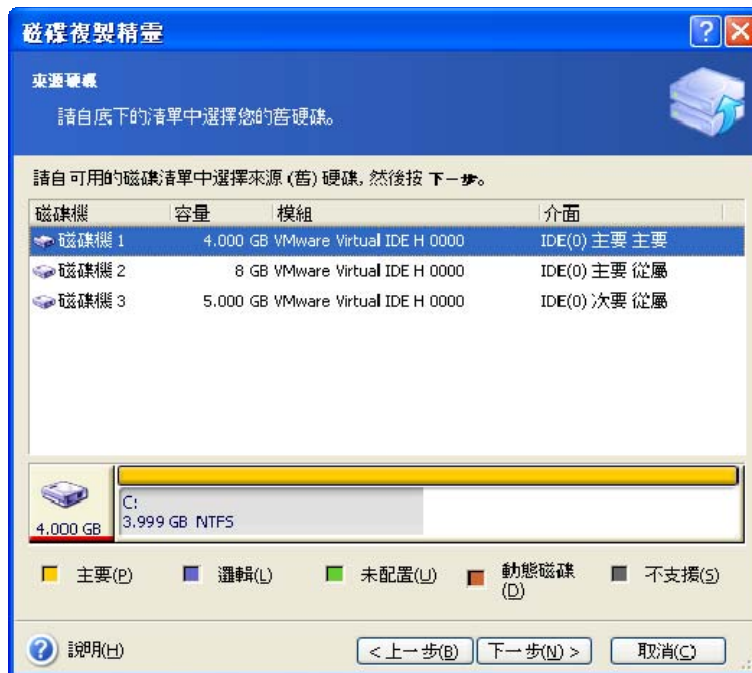 磁碟複製精靈
來源硬碟
請自底下的清單中選擇您的舊硬碟。
請自可用的磁碟清單中選擇來源 (舊) 硬碟, 然後按 下一步。
磁碟機 容量 模組 介面
磁碟機 1 4.000 GB VMware Virtual IDE H 0000 IDE(0) 主要 主要
磁碟機 2 8 GB VMware Virtual IDE H 0000 IDE(0) 主要 從屬
磁碟機 3 5.000 GB VMware Virtual IDE H 0000 IDE(0) 次要 從屬
C:
4.000 GB 3.999 GB NTFS
主要(P) 邏輯(L) 未配置(U) 動態磁碟(D) 不支援(S)
說明(H) <上一步(B) 下一步(N) > 取消(C)